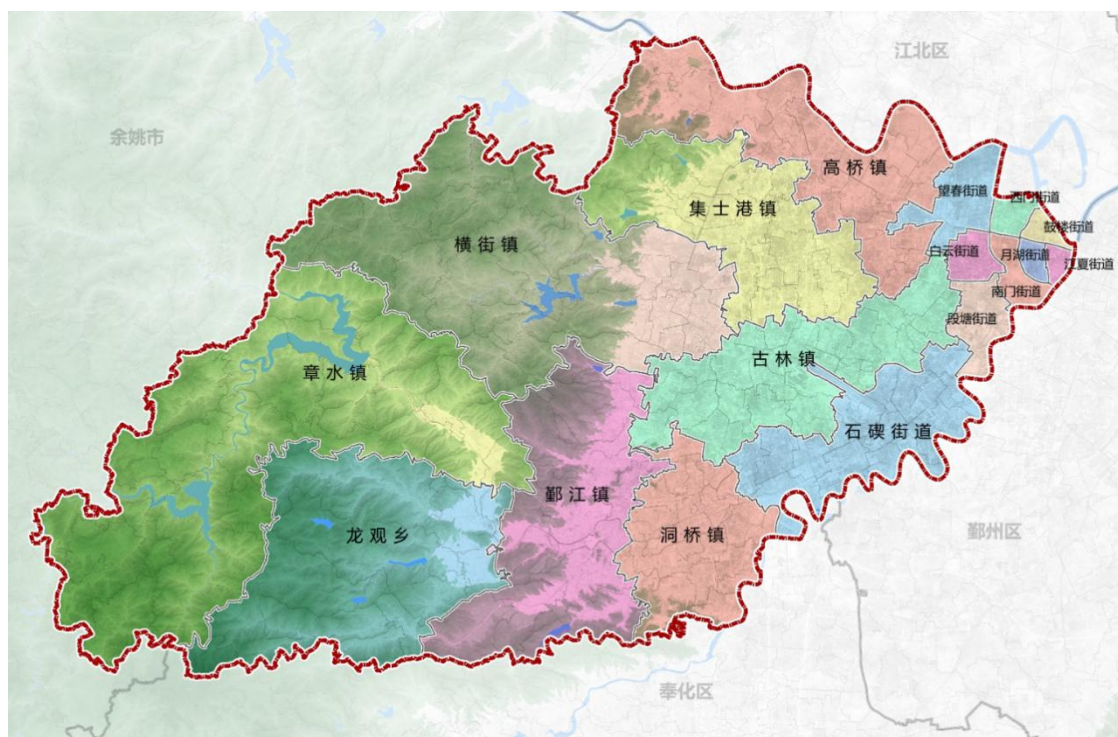 江北区
余姚市
高桥镇
望春街道
西门街道
集士港镇
鼓楼街道
横街镇
白云街道
月湖街道
江夏街道
南门街道
段塘街道
古林镇
章水镇
石碶街道
鄞江镇
龙观乡
洞桥镇
鄞州区
奉化区